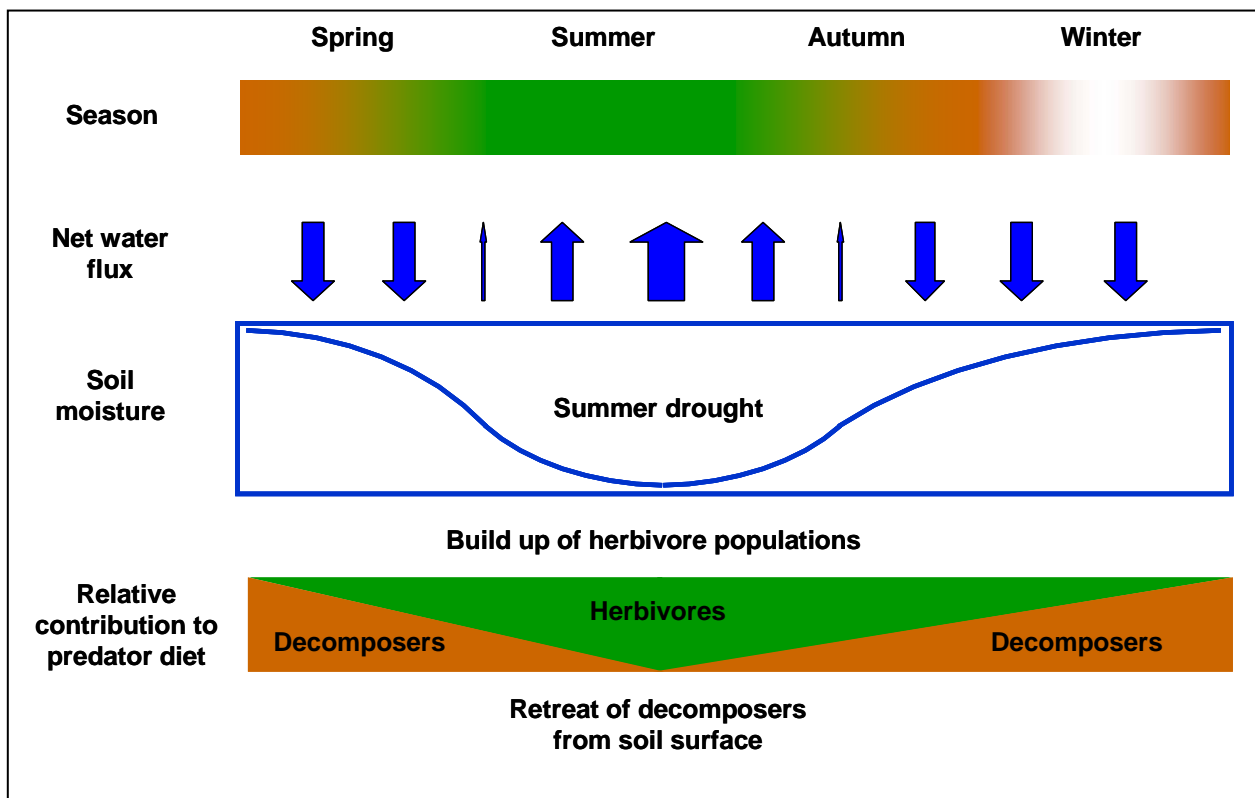 Spring Summer Autumn Winter
Season
Net water
flux
Soil
moisture
Summer drought
Build up of herbivore populations
Relative
contribution to
predator diet
Herbivores
Decomposers
Decomposers
Retreat of decomposers
from soil surface